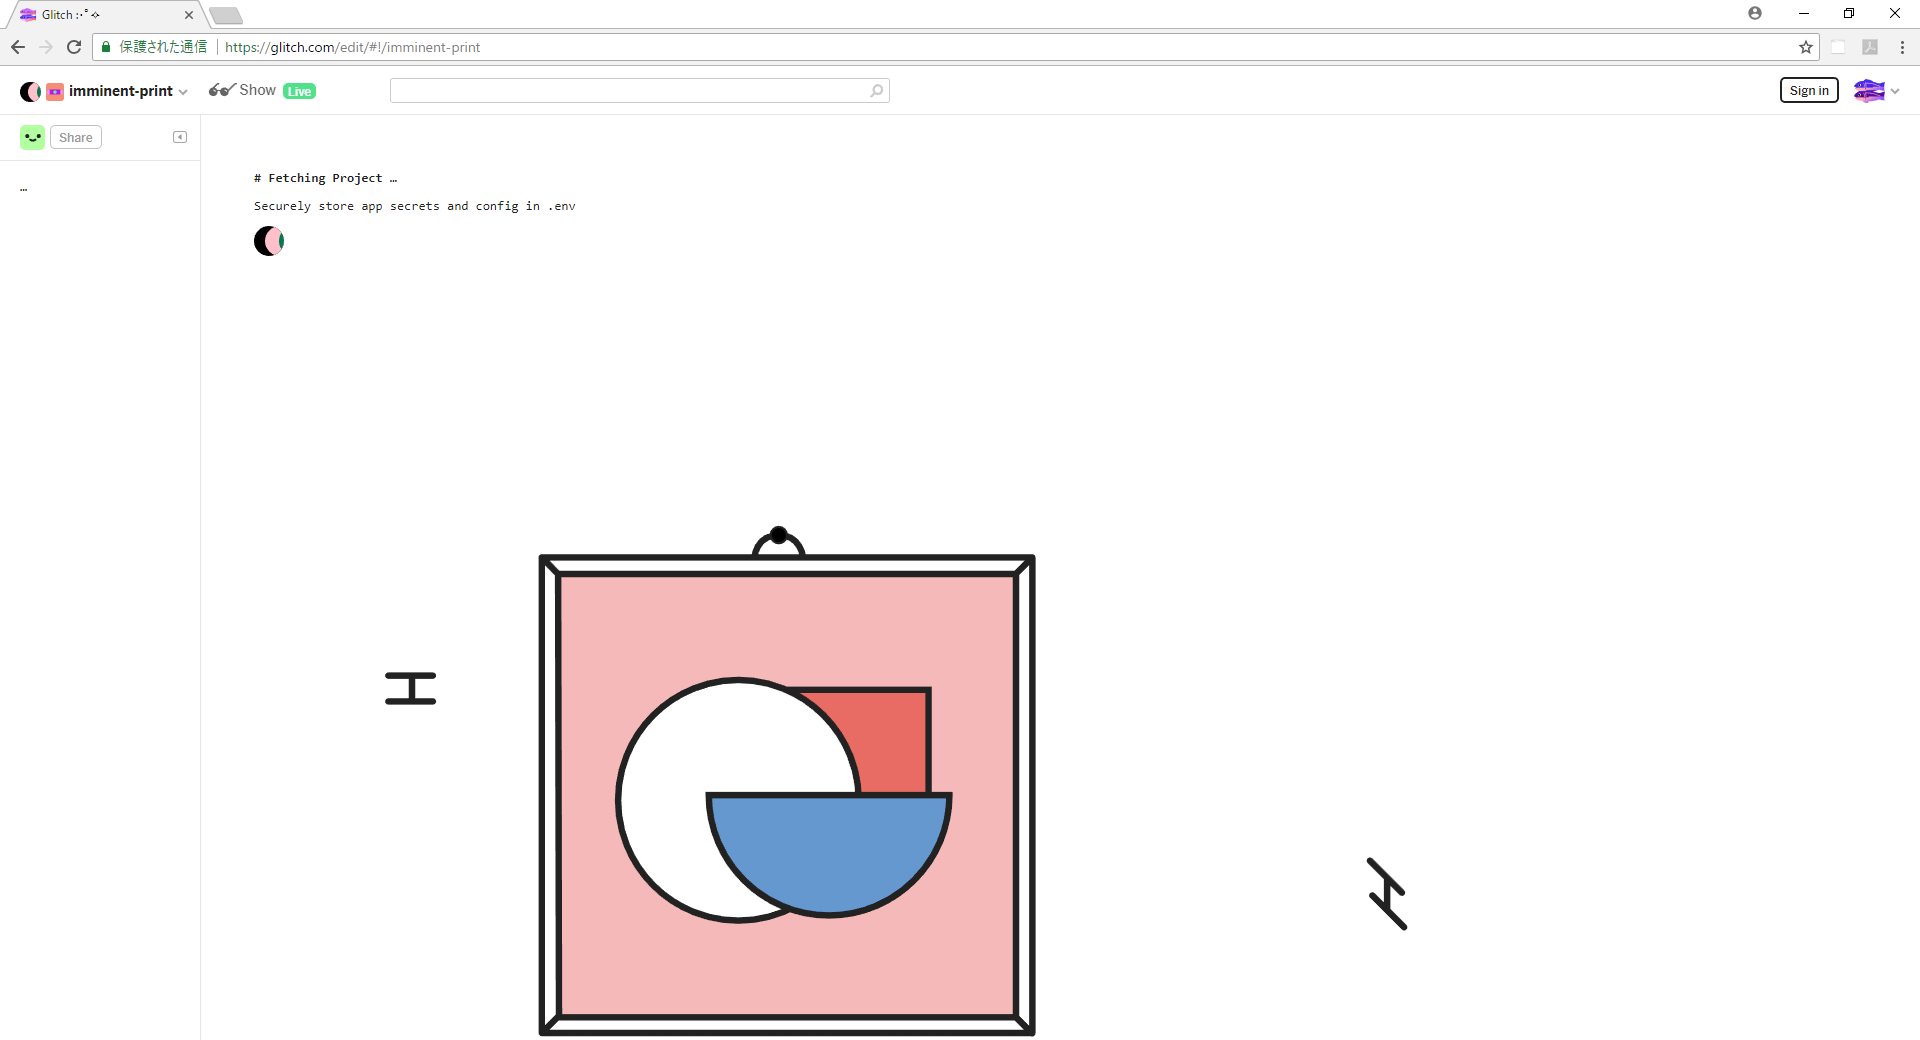 Glitch :·ﾟ✧
保護された通信
https://glitch.com/edit/#!/imminent-print
imminent-print
Show
Live
Sign in
Share
…
# Fetching Project …
Securely store app secrets and config in .env